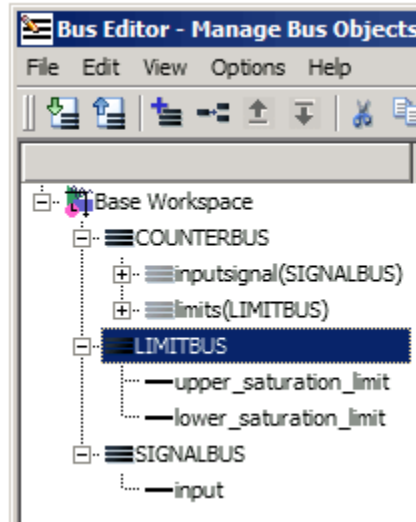 Bus Editor - Manage Bus Objects
File Edit View Options Help
Base Workspace
COUNTERBUS
inputsignal(SIGNALBUS)
limits(LIMITBUS)
LIMITBUS
upper_saturation_limit
lower_saturation_limit
SIGNALBUS
input